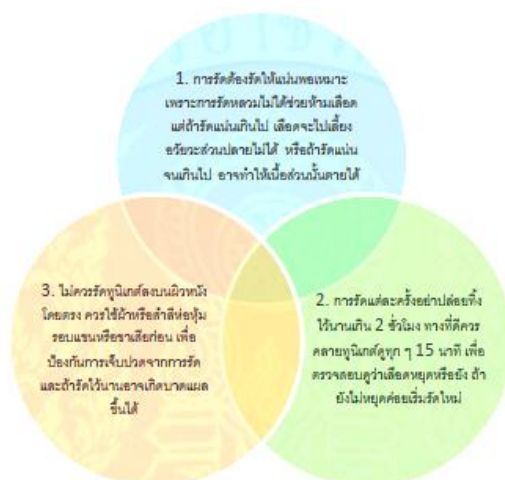 1. การรัดต้องรัดให้แน่นพอเหมาะ
เพราะการรัดหลวมไม่ได้ช่วยห้ามเลือด
แต่ถ้ารัดแน่นเกินไป เลือดจะไปเลี้ยง
อวัยวะส่วนปลายไม่ได้ หรือถ้ารัดแน่น
จนเกินไป อาจทำให้เนื้อส่วนนั้นตายได้
3. ไม่ควรรัดทูนิเกต์ลงบนผิวหนัง
โดยตรง ควรใช้ผ้าหรือสำลีห่อหุ้ม
รอบแขนหรือขาเสียก่อน เพื่อ
ป้องกันการเจ็บปวดจากการรัด
และถ้ารัดไว้นานอาจเกิดบาดแผล
ขึ้นได้
2. การรัดแต่ละครั้งอย่าปล่อยทิ้ง
ไว้นานเกิน 2 ชั่วโมง ทางที่ดีควร
คลายทูนิเกต์ดูทุก ๆ 15 นาที เพื่อ
ตรวจสอบดูว่าเลือดหยุดหรือยัง ถ้า
ยังไม่หยุดค่อยเริ่มรัดใหม่